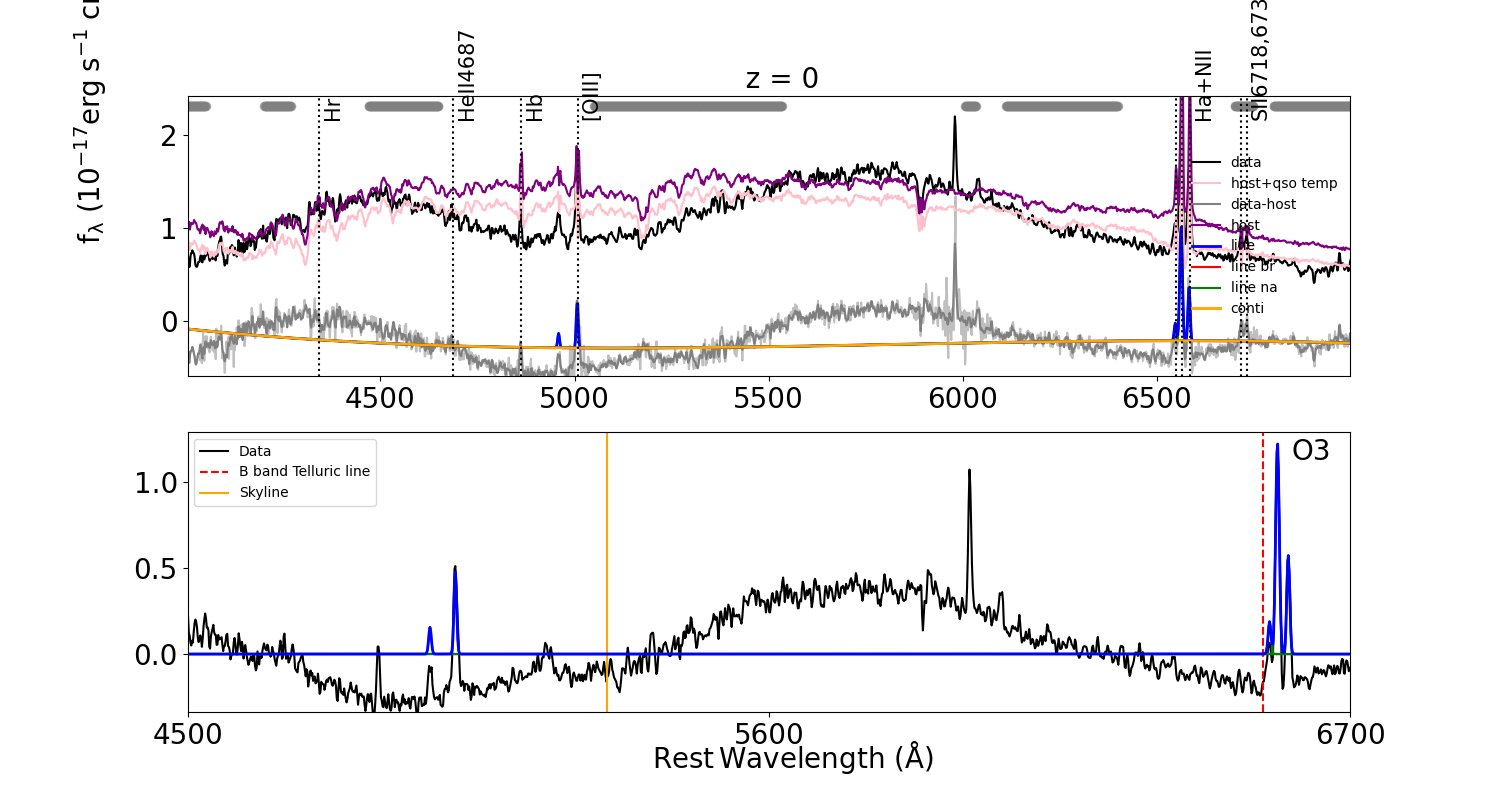 z = 0
Hr
HeII4687
Hb
[OIII]
Ha+NII
SII6718,673
f_λ (10^−17 erg s^−1
2
1
0
data
host+qso temp
data-host
host
line
line br
line na
conti
4500 5000 5500 6000 6500
Data
B band Telluric line
Skyline
O3
1.0
0.5
0.0
4500 5600 6700
Rest Wavelength (Å)